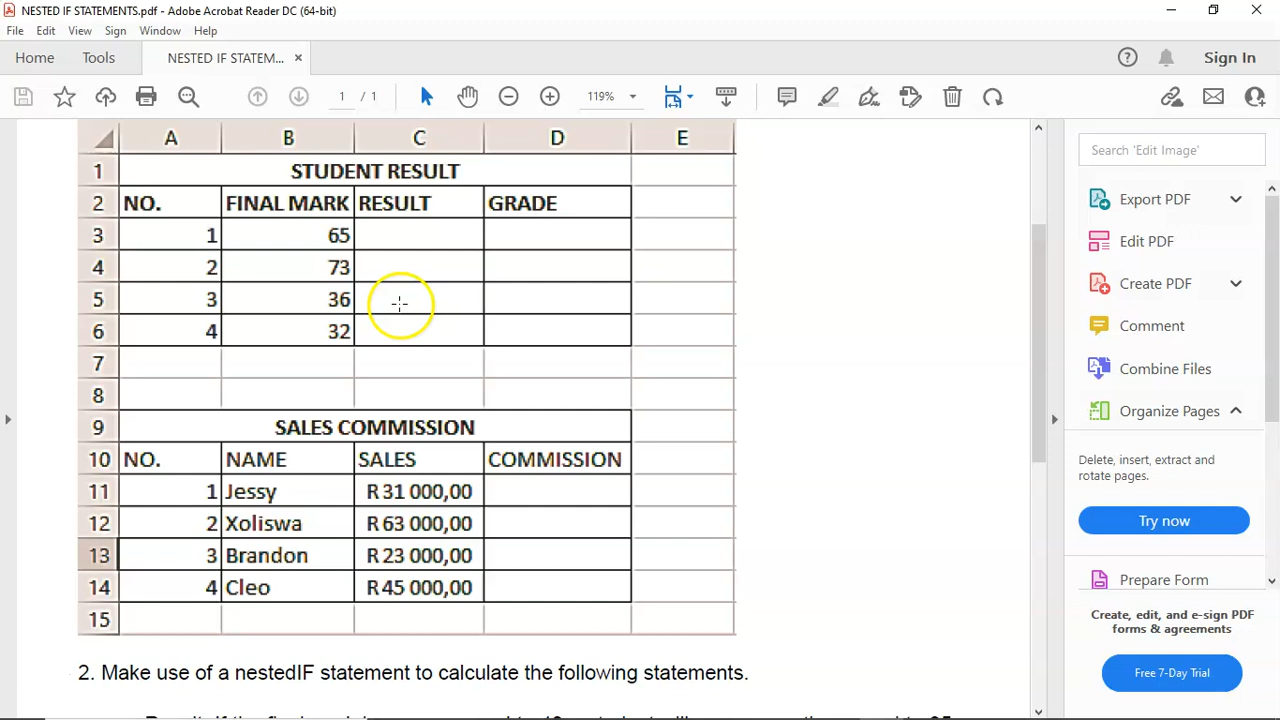 NESTED IF STATEMENTS.pdf - Adobe Acrobat Reader DC (64-bit)
File Edit View Sign Window Help
Home Tools NESTED IF STATEM... ×
Sign In
1 / 1 119%
A B C D E
1 STUDENT RESULT
2 NO. FINAL MARK RESULT GRADE
3 1 65
4 2 73
5 3 36
6 4 32
7
8
9 SALES COMMISSION
10 NO. NAME SALES COMMISSION
11 1 Jessy R 31 000,00
12 2 Xoliswa R 63 000,00
13 3 Brandon R 23 000,00
14 4 Cleo R 45 000,00
15
2. Make use of a nestedIF statement to calculate the following statements.
Search 'Edit Image'
Export PDF
Edit PDF
Create PDF
Comment
Combine Files
Organize Pages
Delete, insert, extract and
rotate pages.
Try now
Prepare Form
Create, edit, and e-sign PDF
forms & agreements
Free 7-Day Trial